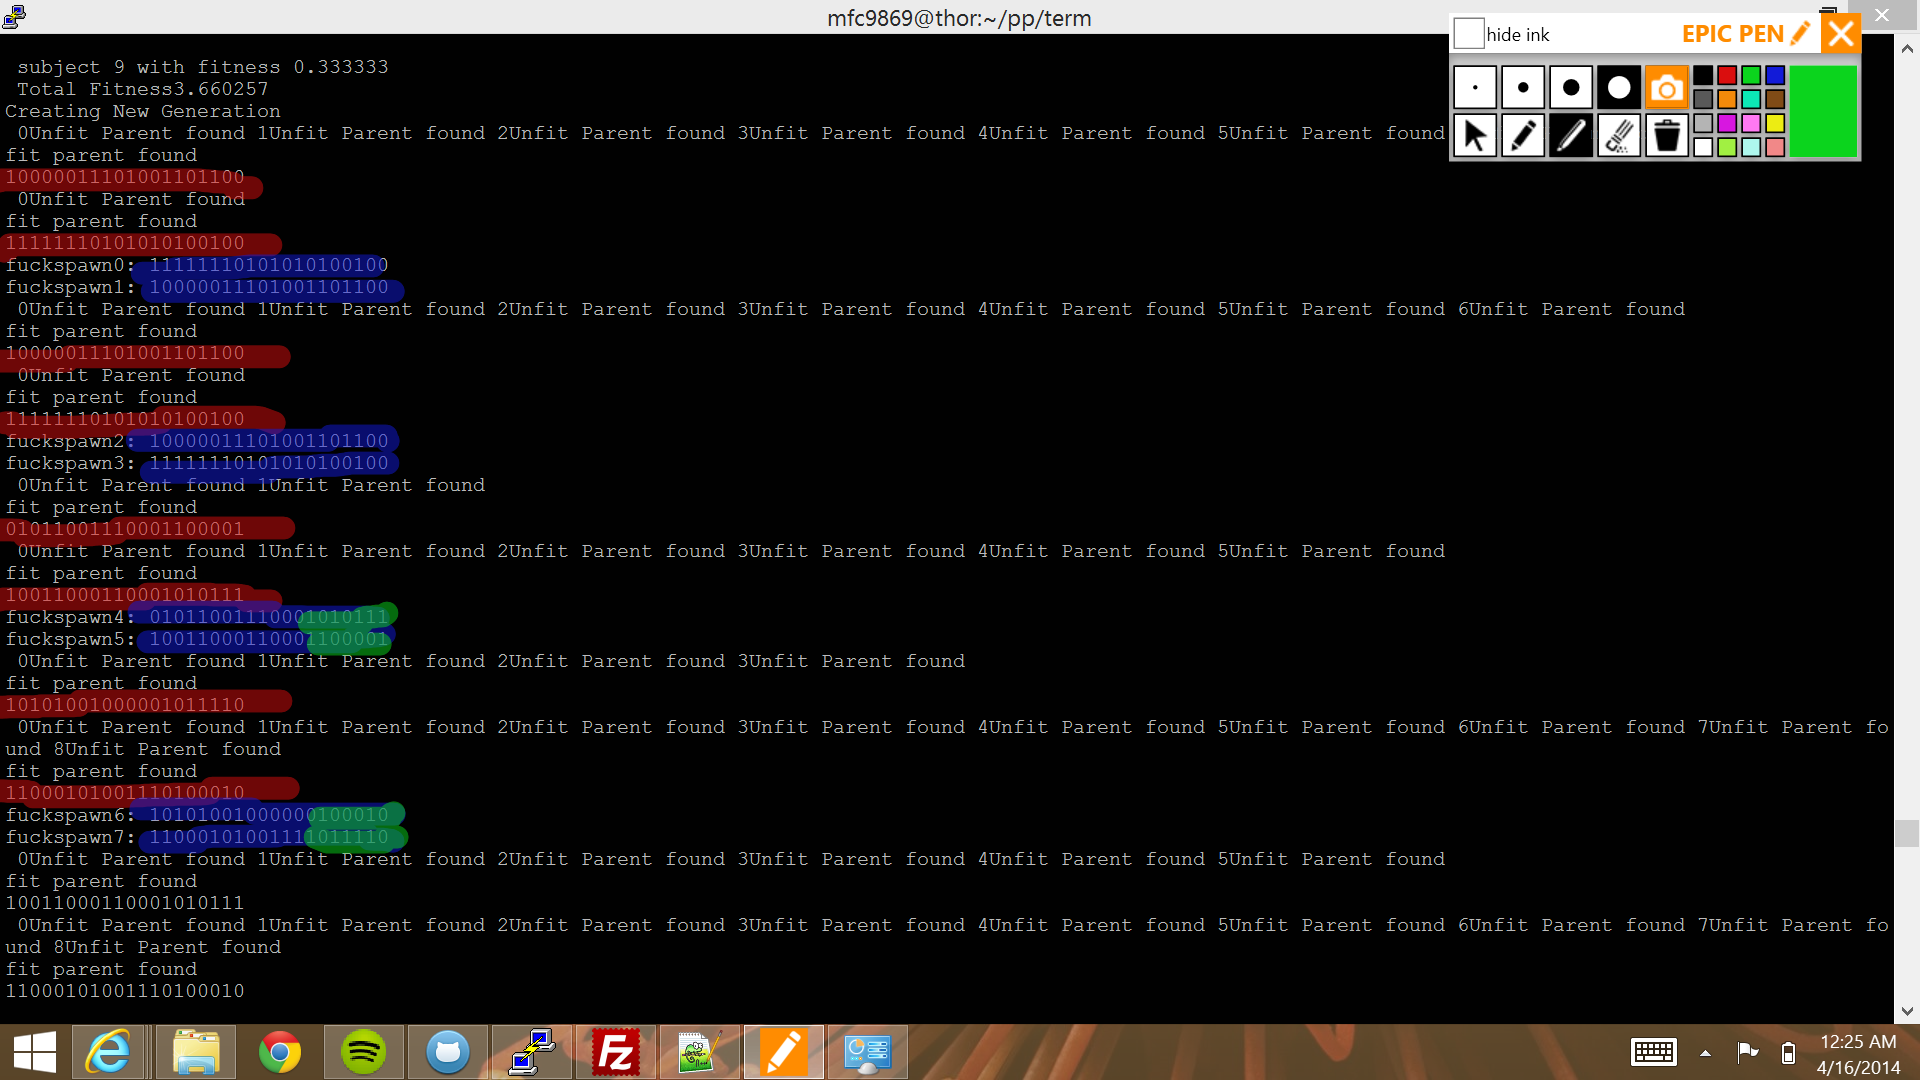 mfc9869@thor:~/pp/term
hide ink
EPIC PEN
subject 9 with fitness 0.333333
Total Fitness3.660257
Creating New Generation
0Unfit Parent found 1Unfit Parent found 2Unfit Parent found 3Unfit Parent found 4Unfit Parent found 5Unfit Parent found
fit parent found
10000011101001101100
0Unfit Parent found
fit parent found
11111110101010100100
fuckspawn0: 11111110101010100100
fuckspawn1: 10000011101001101100
0Unfit Parent found 1Unfit Parent found 2Unfit Parent found 3Unfit Parent found 4Unfit Parent found 5Unfit Parent found 6Unfit Parent found
fit parent found
10000011101001101100
0Unfit Parent found
fit parent found
11111110101010100100
fuckspawn2: 10000011101001101100
fuckspawn3: 11111110101010100100
0Unfit Parent found 1Unfit Parent found
fit parent found
01011001110001100001
0Unfit Parent found 1Unfit Parent found 2Unfit Parent found 3Unfit Parent found 4Unfit Parent found 5Unfit Parent found
fit parent found
10011000110001010111
fuckspawn4: 01011001110001010111
fuckspawn5: 10011000110001100001
0Unfit Parent found 1Unfit Parent found 2Unfit Parent found 3Unfit Parent found
fit parent found
10101001000001011110
0Unfit Parent found 1Unfit Parent found 2Unfit Parent found 3Unfit Parent found 4Unfit Parent found 5Unfit Parent found 6Unfit Parent found 7Unfit Parent fo
und 8Unfit Parent found
fit parent found
11000101001110100010
fuckspawn6: 10101001000000100010
fuckspawn7: 11000101001111011110
0Unfit Parent found 1Unfit Parent found 2Unfit Parent found 3Unfit Parent found 4Unfit Parent found 5Unfit Parent found
fit parent found
10011000110001010111
0Unfit Parent found 1Unfit Parent found 2Unfit Parent found 3Unfit Parent found 4Unfit Parent found 5Unfit Parent found 6Unfit Parent found 7Unfit Parent fo
und 8Unfit Parent found
fit parent found
11000101001110100010
Fz
12:25 AM
4/16/2014